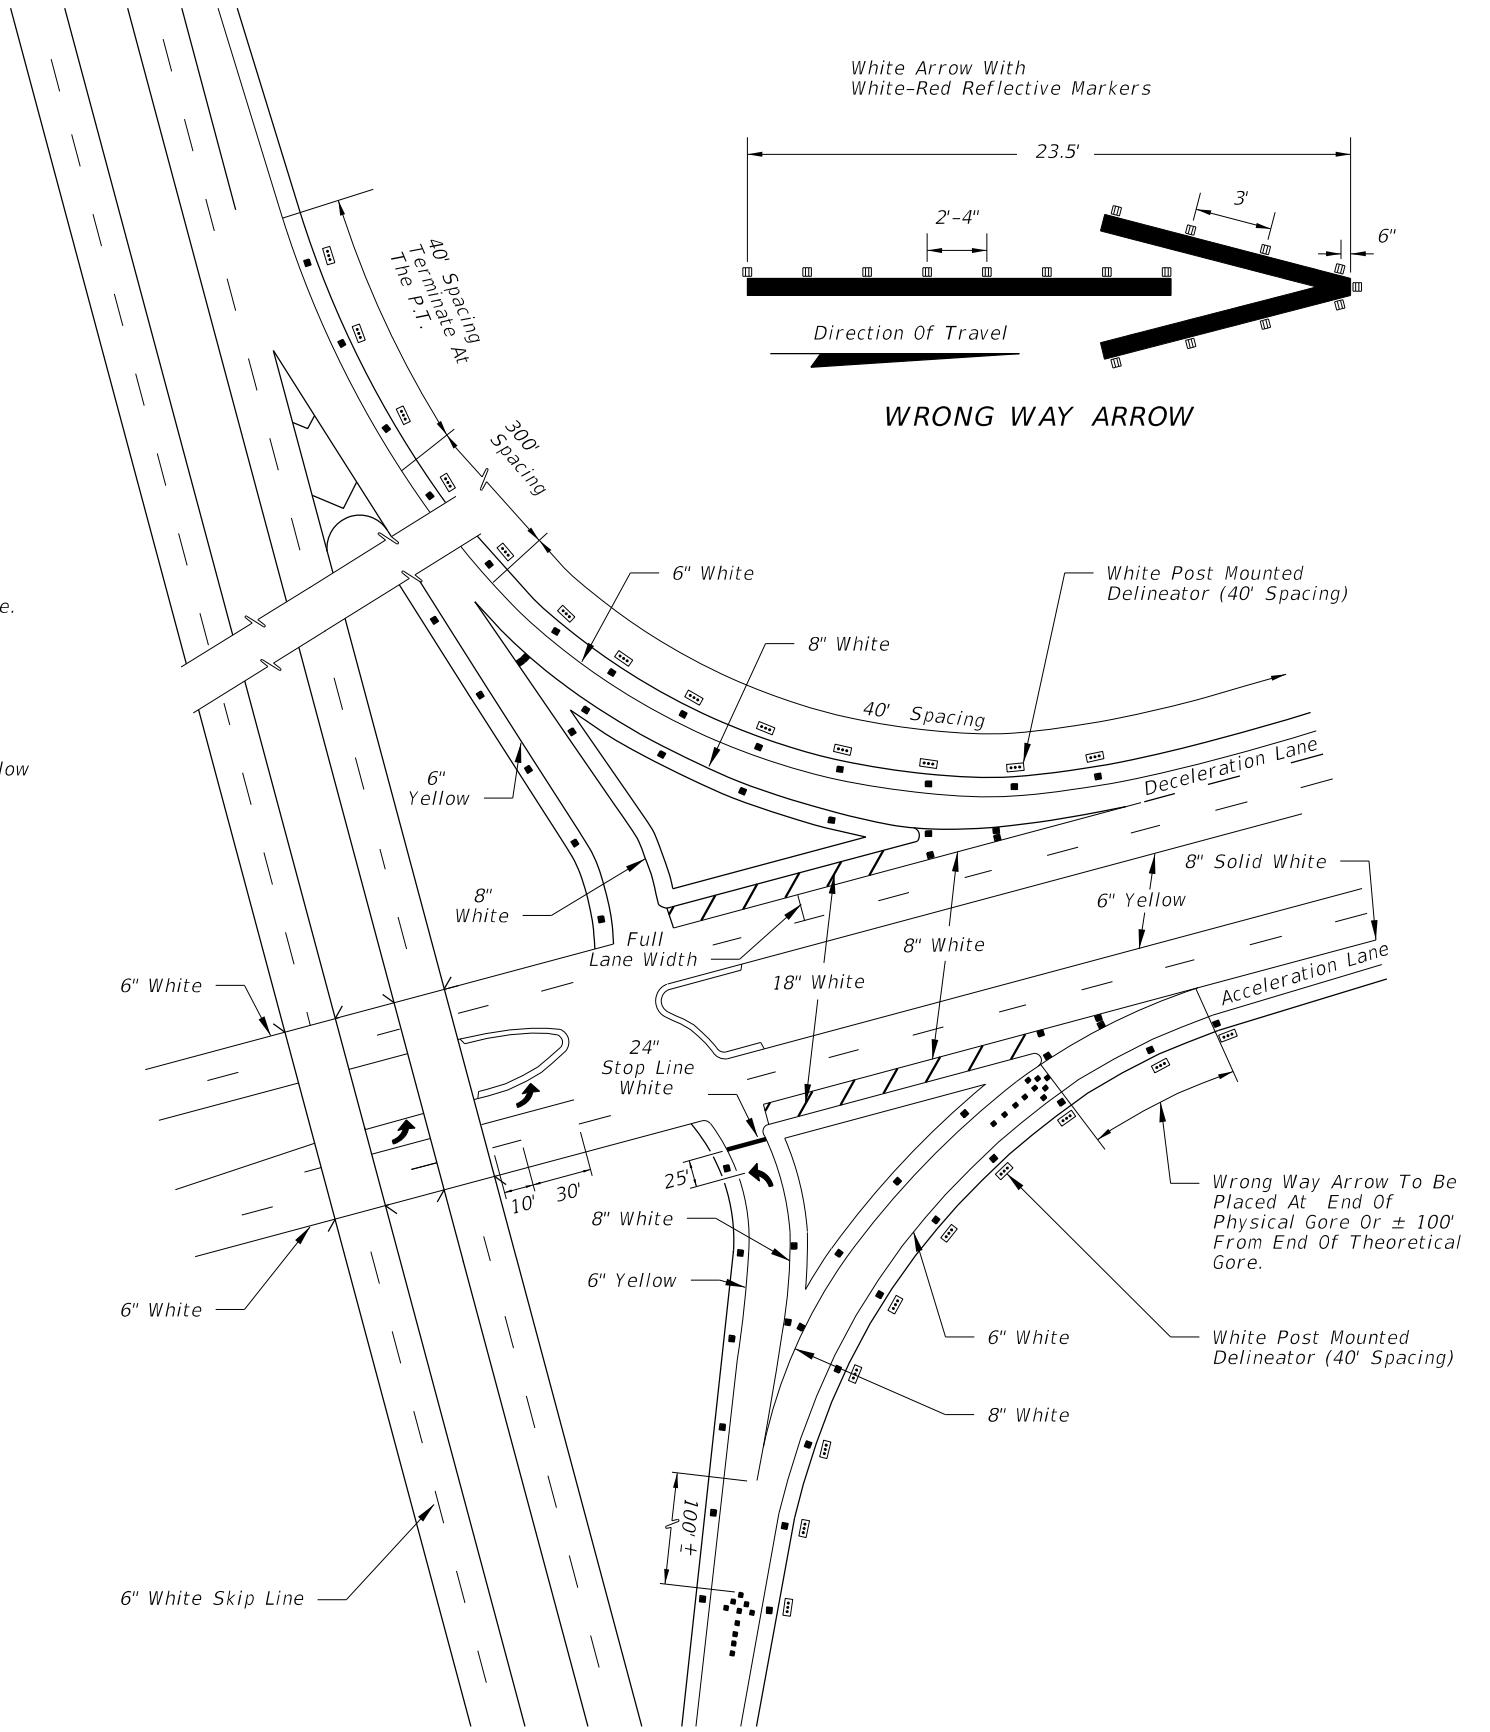 White Arrow With
White-Red Reflective Markers
23.5'
2'-4"
3'
6"
Direction Of Travel
WRONG WAY ARROW
40' Spacing
Terminate At
The P.T.
300'
Spacing
6" White
White Post Mounted
Delineator (40' Spacing)
e.
8" White
40' Spacing
low
Deceleration Lane
6"
Yellow
8" Solid White
8"
White
6" Yellow
Full
Lane Width
8" White
18" White
6" White
Acceleration Lane
24"
Stop Line
White
25'
10'
30'
8" White
Wrong Way Arrow To Be
Placed At End Of
Physical Gore Or ± 100'
From End Of Theoretical
Gore.
6" Yellow
6" White
6" White
White Post Mounted
Delineator (40' Spacing)
8" White
100' ±
6" White Skip Line